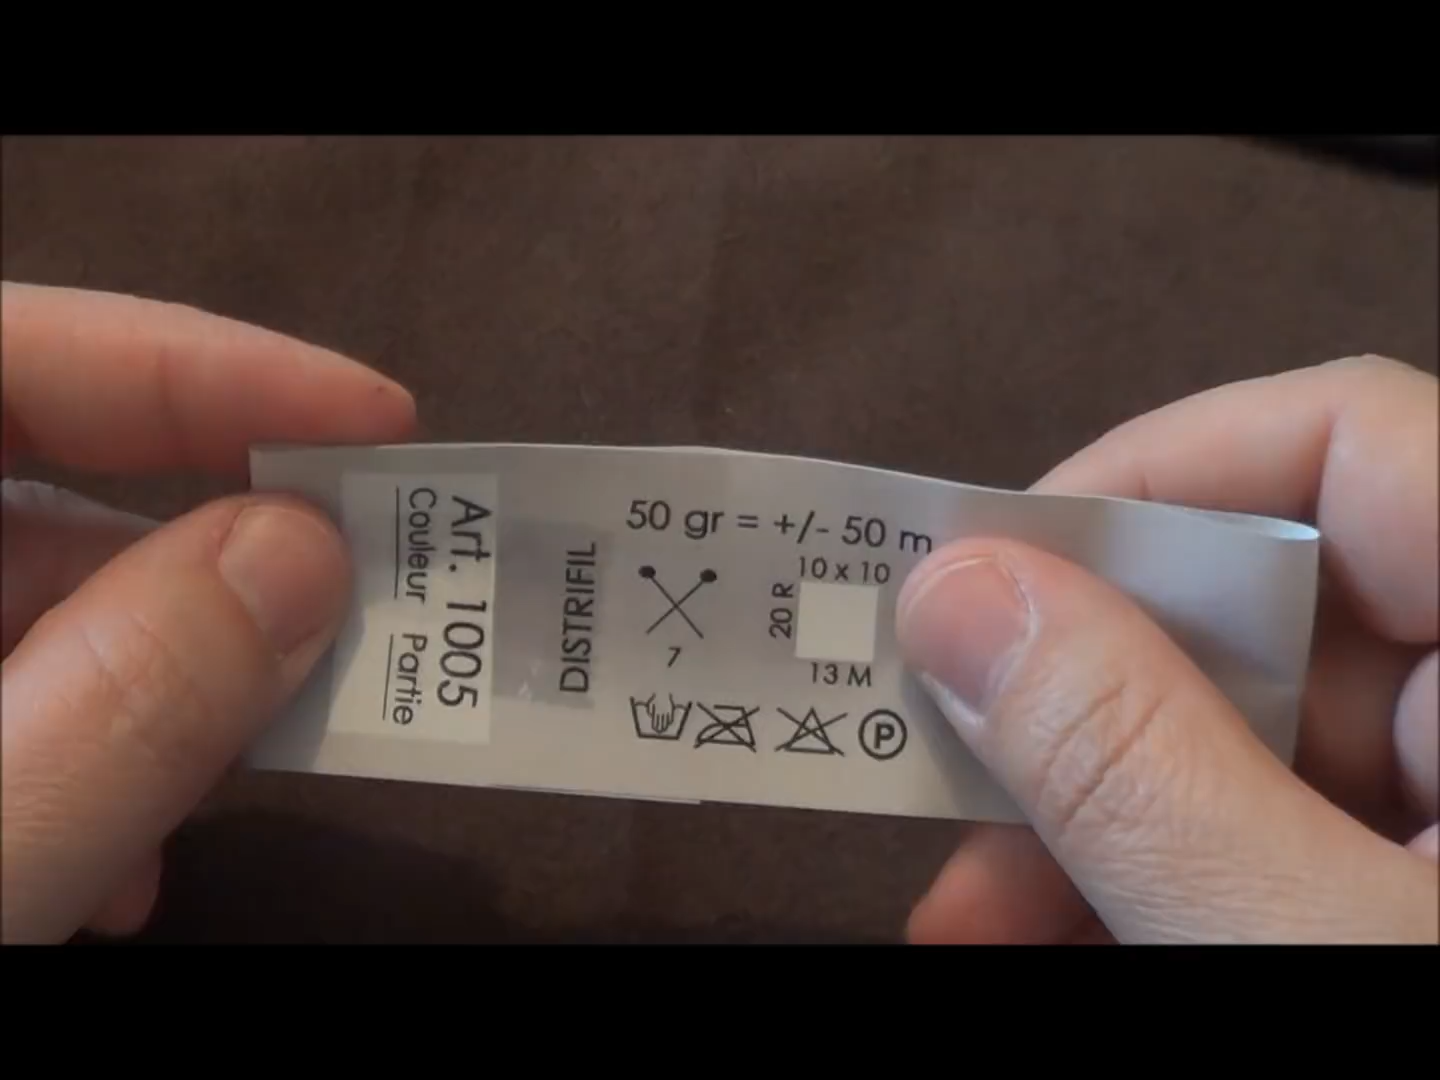 Art. 1005
Couleur Partie
DISTRIFIL
50 gr = +/- 50 m
10 x 10
20 R
13 M
7
P